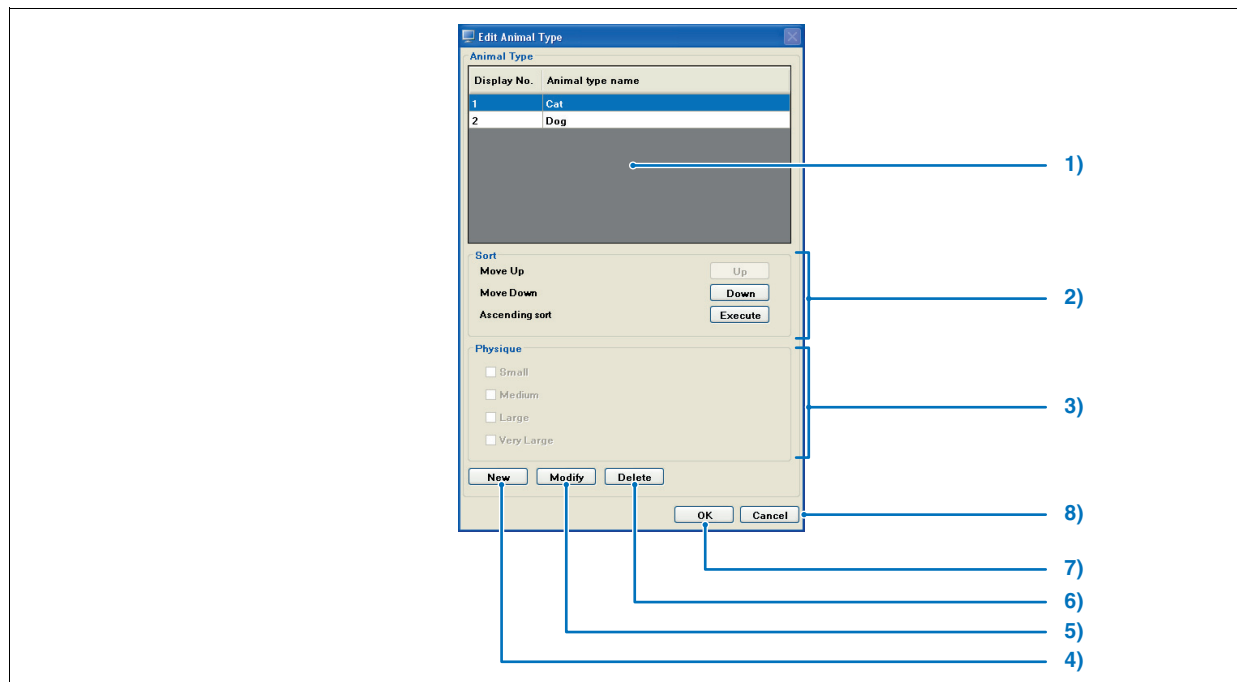 Edit Animal Type
Animal Type
Display No. Animal type name
1 Cat
2 Dog
1)
Sort
Move Up Up
Move Down Down
2)
Ascending sort Execute
Physique
Small
Medium
3)
Large
Very Large
New Modify Delete
OK Cancel
8)
7)
6)
5)
4)